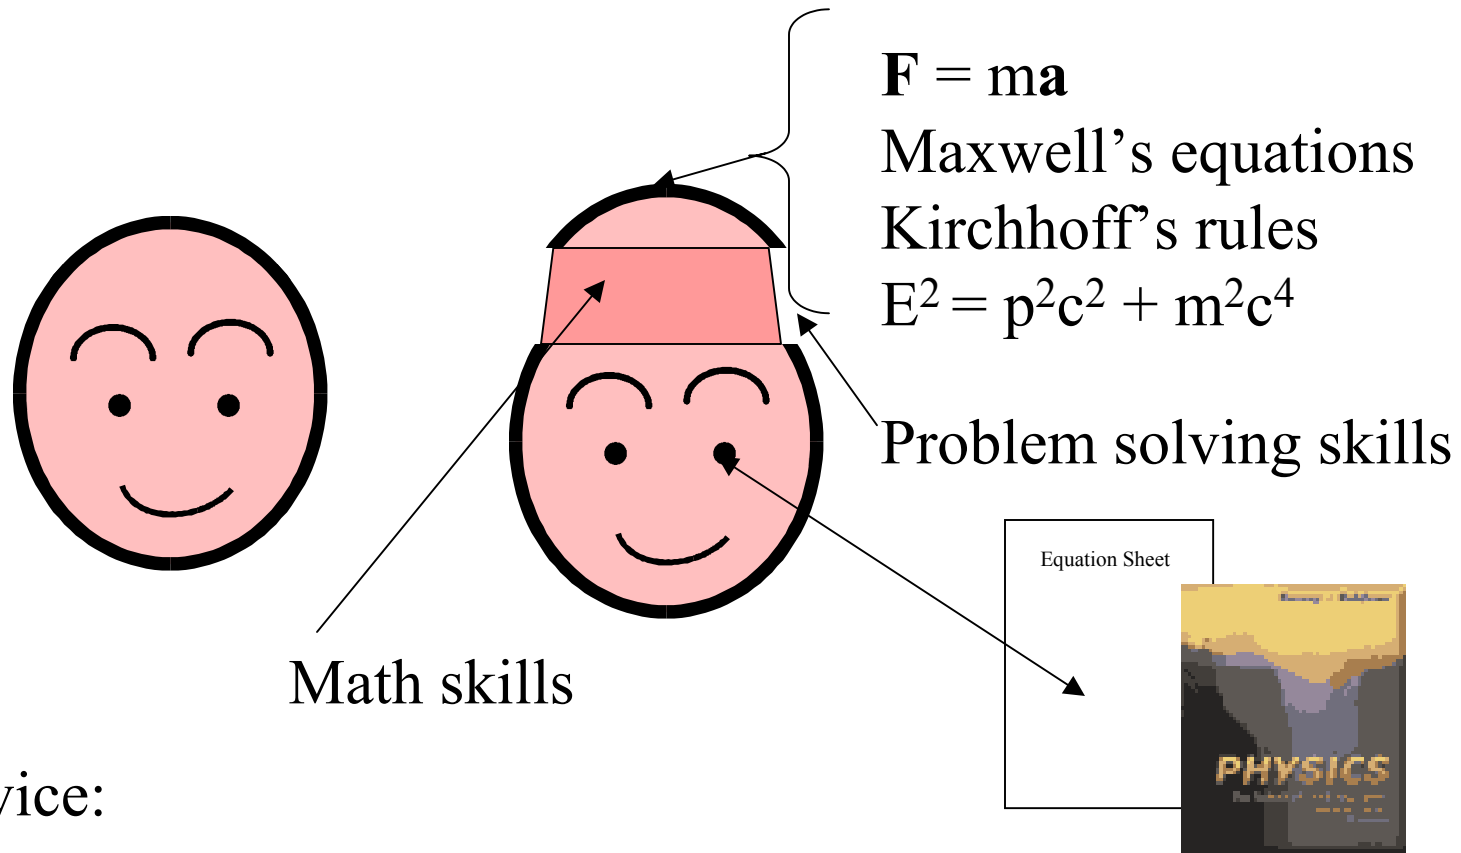 𝐅 = m𝐚
Maxwell’s equations
Kirchhoff’s rules
E² = p²c² + m²c⁴
Problem solving skills
Equation Sheet
Math skills
PHYSICS
vice: